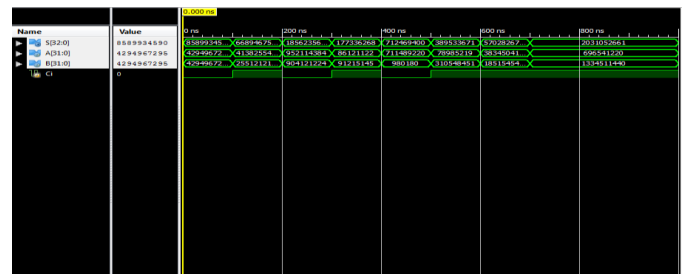 0.000 ns
Name Value 0 ns 200 ns 400 ns 600 ns 800 ns
S[32:0] 8589934590 85899345... 66894675... 18562356... 177336268 712469400 389533671 57028267... 2031052661
A[31:0] 4294967295 42949672... 41382554... 952114384 86121122 711489220 78985219 38345041... 696541220
B[31:0] 4294967295 42949672... 25512121... 904121224 91215145 980180 310548451 18515454... 1334511440
Ci 0